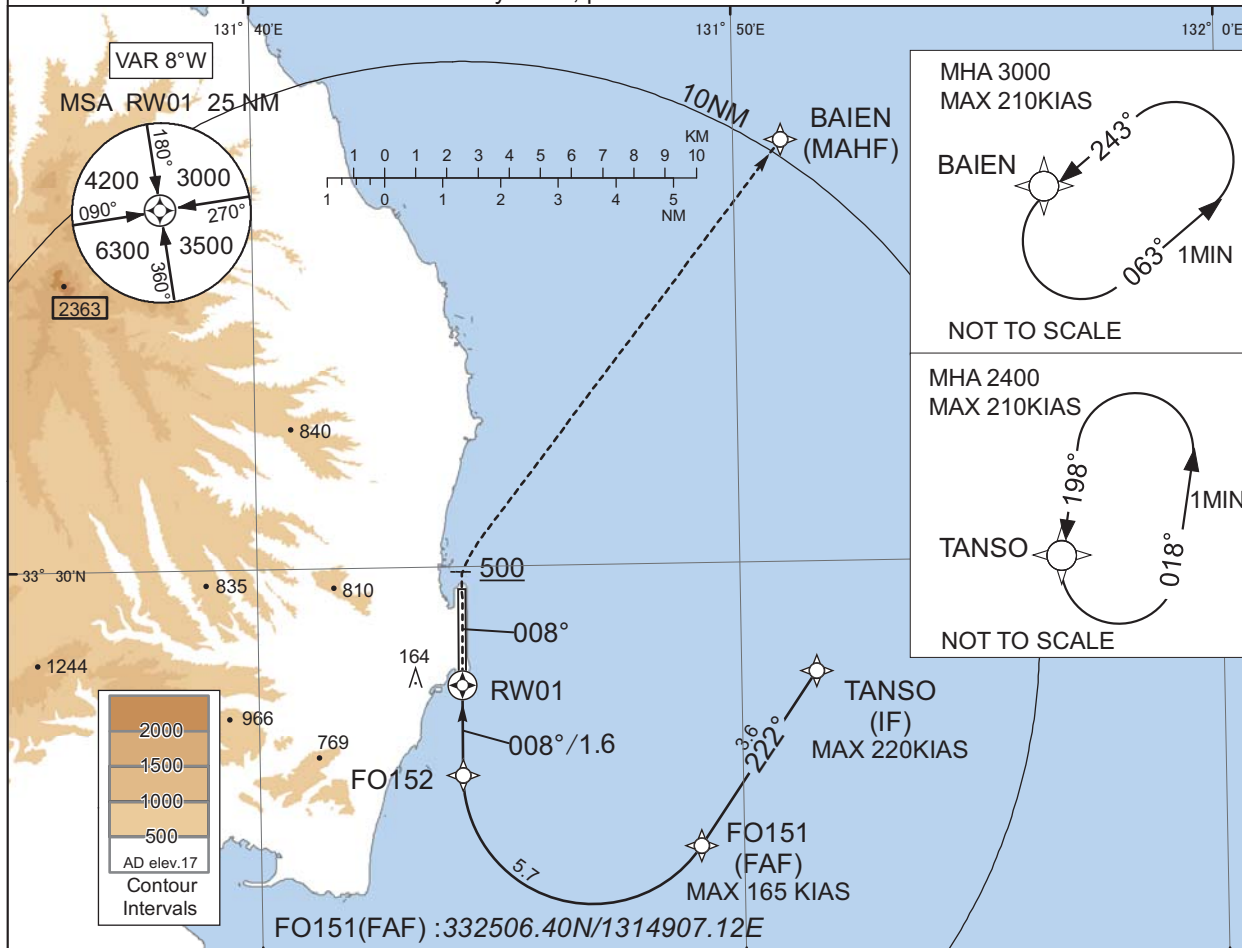 131° 40'E
131° 50'E
132° 0'E
VAR 8°W
MSA RW01 25 NM
180°
4200
3000
090°
270°
6300
3500
360°
2363
10NM
BAIEN
(MAHF)
KM
1 0 1 2 3 4 5 6 7 8 9 10
1 0 1 2 3 4 5
NM
MHA 3000
MAX 210KIAS
243°
BAIEN
063°
1MIN
NOT TO SCALE
MHA 2400
MAX 210KIAS
198°
1MIN
TANSO
018°
NOT TO SCALE
840
33° 30'N
835
810
500
008°
1244
164
RW01
TANSO
(IF)
MAX 220KIAS
966
769
008°/1.6
3.6
222°
FO152
2000
1500
1000
500
AD elev.17
Contour
Intervals
FO151
(FAF)
MAX 165 KIAS
5.7
FO151(FAF) :332506.40N/1314907.12E